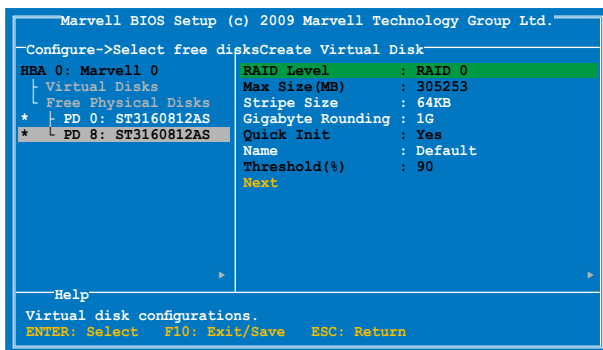 Marvell BIOS Setup (c) 2009 Marvell Technology Group Ltd.
Configure->Select free disksCreate Virtual Disk
HBA 0: Marvell 0
Virtual Disks
Free Physical Disks
* PD 0: ST3160812AS
* PD 8: ST3160812AS
RAID Level : RAID 0
Max Size(MB) : 305253
Stripe Size : 64KB
Gigabyte Rounding : 1G
Quick Init : Yes
Name : Default
Threshold(%) : 90
Next
Help
Virtual disk configurations.
ENTER: Select F10: Exit/Save ESC: Return